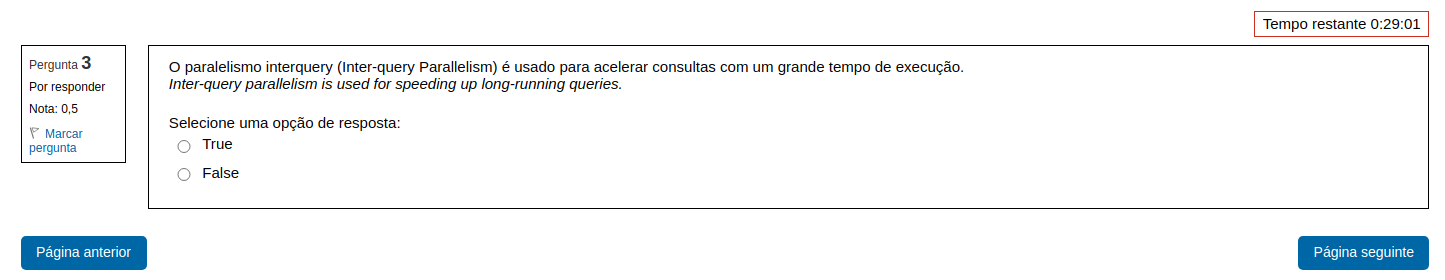 Tempo restante 0:29:01
Pergunta 3
Por responder
Nota: 0,5
Marcar
pergunta
O paralelismo interquery (Inter-query Parallelism) é usado para acelerar consultas com um grande tempo de execução.
Inter-query parallelism is used for speeding up long-running queries.
Selecione uma opção de resposta:
True
False
Página anterior
Página seguinte